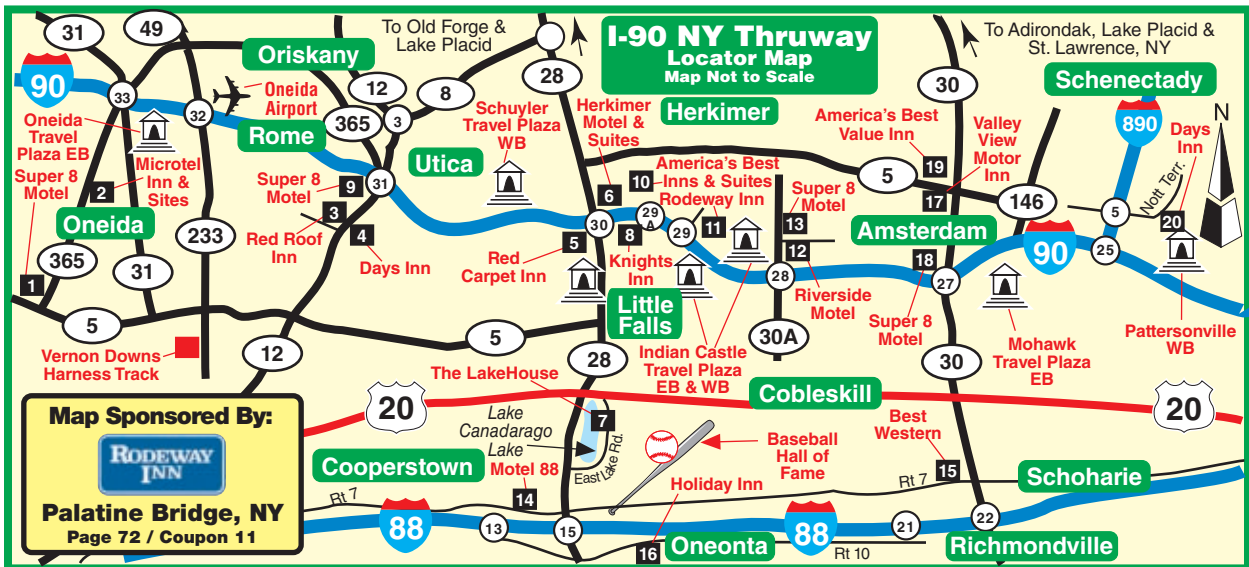 I-90 NY Thruway
Locator Map
Map Not to Scale
31
49
To Old Forge &
Lake Placid
28
30
To Adirondak, Lake Placid &
St. Lawrence, NY
Oriskany
Schenectady
90
33
32
Oneida
Airport
12
8
3
365
Rome
Schuyler
Travel Plaza
WB
Herkimer
Motel &
Suites
Herkimer
America's Best
Value Inn
19
Valley
View
Motor
Inn
17
890
Days
Inn
N
Nott Terr.
Oneida
Travel
Plaza EB
Super 8
Motel
1
2
Microtel
Inn &
Sites
Utica
Super 8
Motel
9
31
6
10
America's Best
Inns & Suites
Rodeway Inn
11
5
146
5
20
Oneida
233
3
Red Roof
Inn
4
Days Inn
Red
Carpet Inn
5
30
29
A
29
8
Knights
Inn
13
Super 8
Motel
12
Riverside
Motel
28
Amsterdam
18
27
Super 8
Motel
90
25
365
31
5
Little
Falls
30A
Mohawk
Travel Plaza
EB
Pattersonville
WB
Vernon Downs
Harness Track
12
5
28
Indian Castle
Travel Plaza
EB & WB
30
The LakeHouse
20
Cobleskill
20
Map Sponsored By:
RODEWAY
INN
Palatine Bridge, NY
Page 72 / Coupon 11
Lake
Canadarago
Lake
7
East Lake Rd.
Baseball
Hall of
Fame
Best
Western
15
Cooperstown
Motel 88
14
Holiday Inn
Rt 7
Rt 7
Schoharie
88
13
15
16
Oneonta
88
Rt 10
21
22
Richmondville